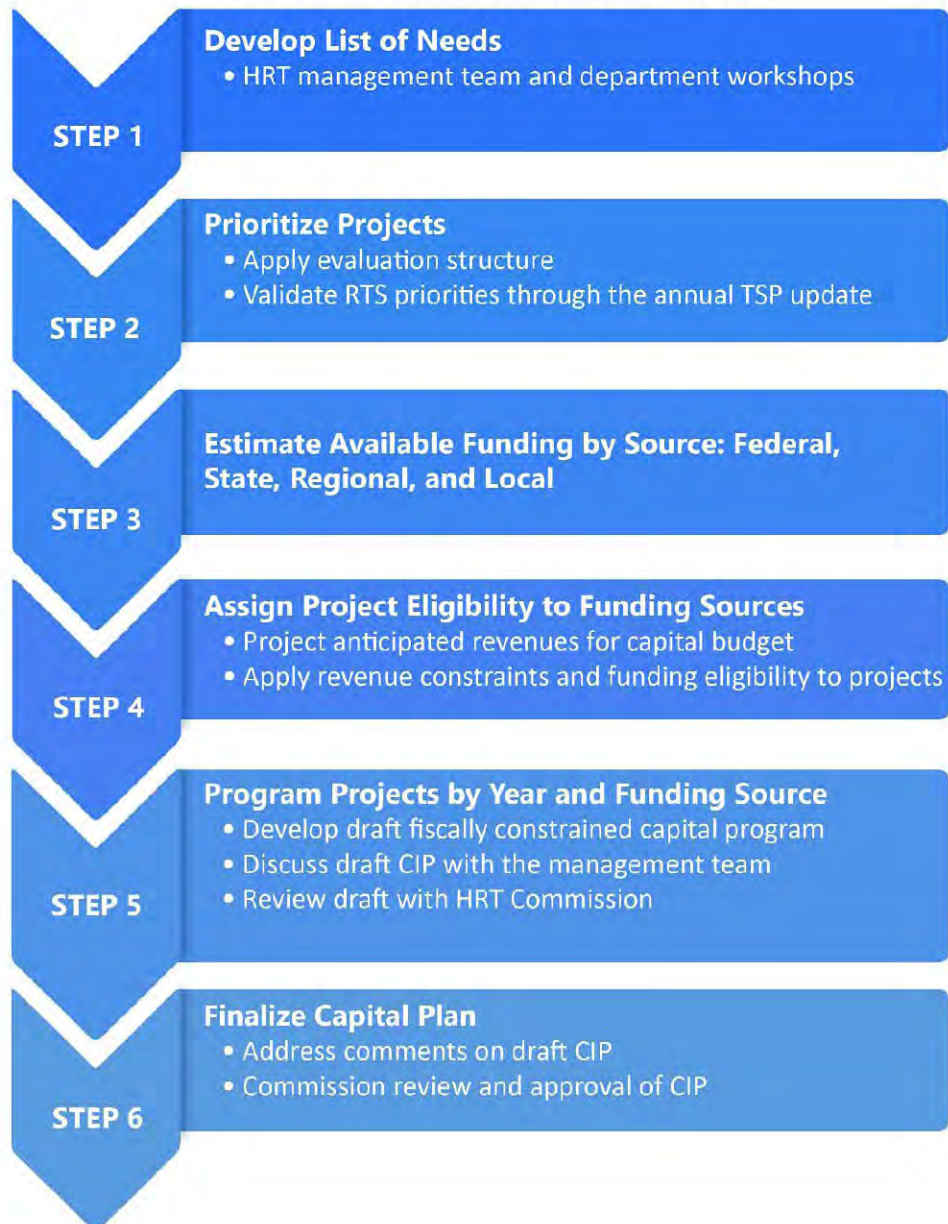 STEP 1
Develop List of Needs
• HRT management team and department workshops
STEP 2
Prioritize Projects
• Apply evaluation structure
• Validate RTS priorities through the annual TSP update
STEP 3
Estimate Available Funding by Source: Federal,
State, Regional, and Local
STEP 4
Assign Project Eligibility to Funding Sources
• Project anticipated revenues for capital budget
• Apply revenue constraints and funding eligibility to projects
STEP 5
Program Projects by Year and Funding Source
• Develop draft fiscally constrained capital program
• Discuss draft CIP with the management team
• Review draft with HRT Commission
STEP 6
Finalize Capital Plan
• Address comments on draft CIP
• Commission review and approval of CIP